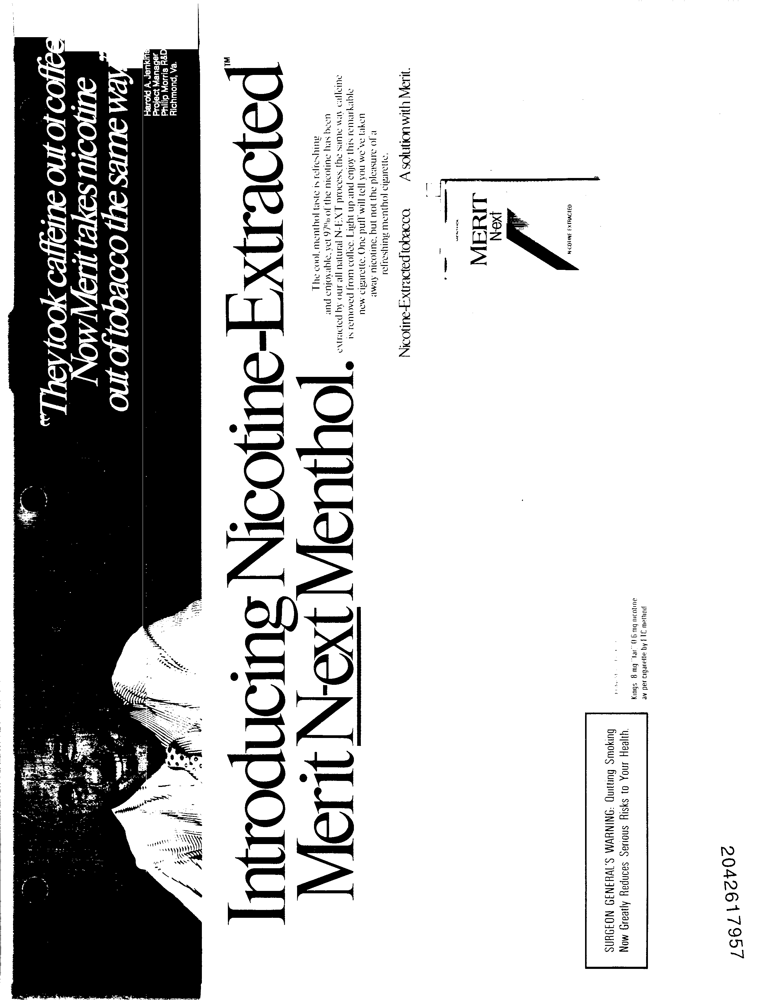 “They took caffeine out of coffee.
Now Merit takes nicotine
out of tobacco the same way.”
Harold A. Jenkins
Project Manager
Philip Morris R&D
Richmond, Va.
Introducing Nicotine-Extracted™
Merit N-ext Menthol.
The cool, menthol taste is refreshing
and enjoyable, yet 97% of the nicotine has been
extracted by our all natural N-EXT process, the same way caffeine
is removed from coffee. Light up and enjoy this remarkable
new cigarette. One puff will tell you we've taken
away nicotine, but not the pleasure of a
refreshing menthol cigarette.
Nicotine-Extracted Tobacco. A solution with Merit.
MERIT
N-ext
NICOTINE EXTRACTED
Kings 8 mg "tar" 0.6 mg nicotine
av per cigarette by FTC method
SURGEON GENERAL'S WARNING: Quitting Smoking
Now Greatly Reduces Serious Risks to Your Health.
2042617957